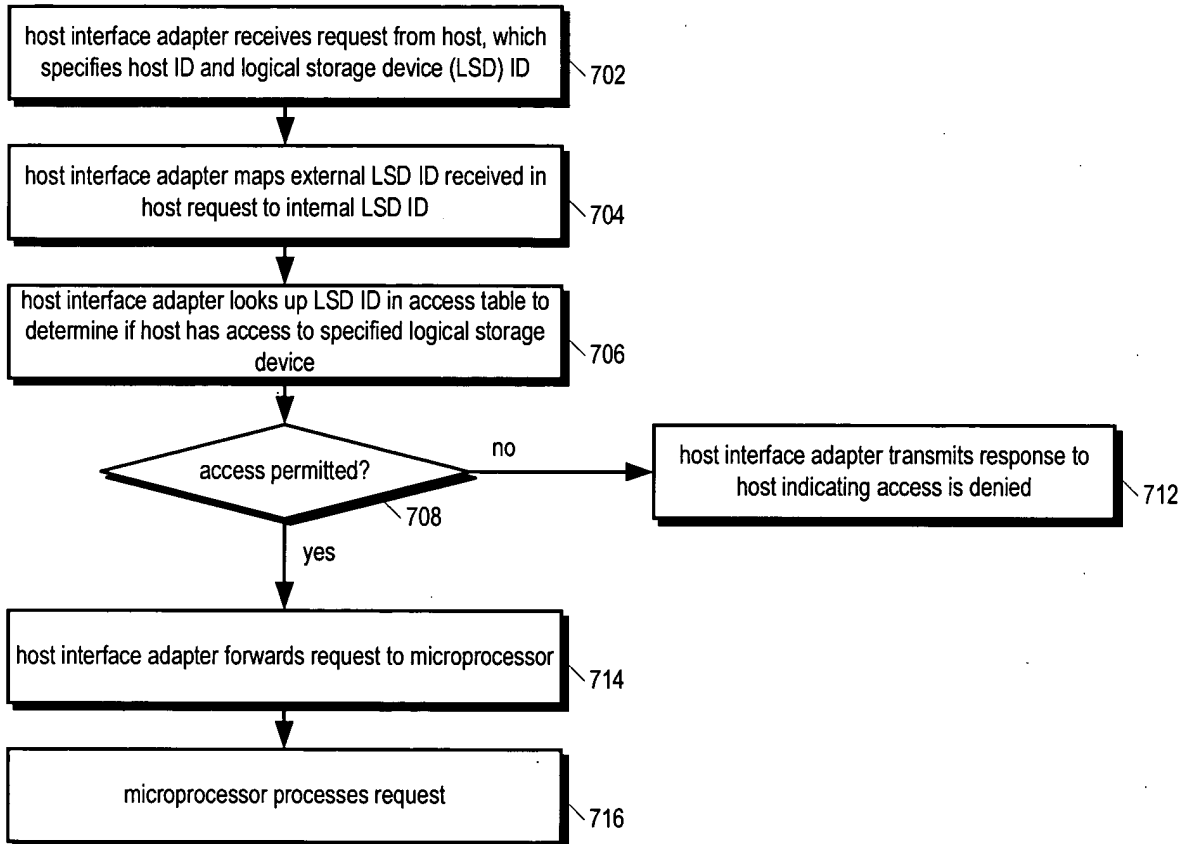 host interface adapter receives request from host, which
specifies host ID and logical storage device (LSD) ID
702
host interface adapter maps external LSD ID received in
host request to internal LSD ID
704
host interface adapter looks up LSD ID in access table to
determine if host has access to specified logical storage
device
706
access permitted?
708
no
host interface adapter transmits response to
host indicating access is denied
712
yes
host interface adapter forwards request to microprocessor
714
microprocessor processes request
716